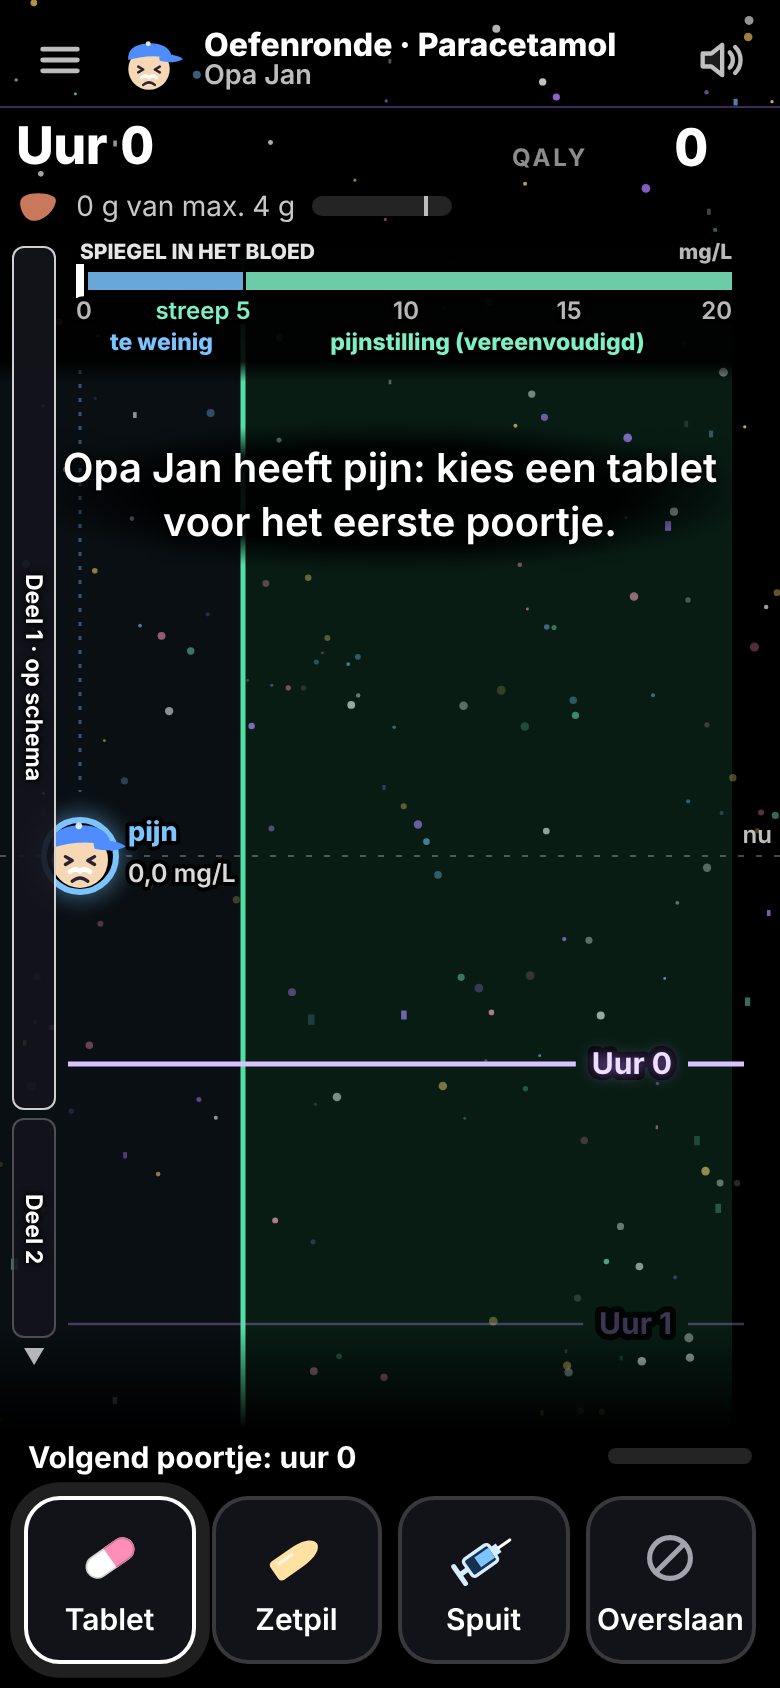 Oefenronde · Paracetamol
Opa Jan
Uur 0
QALY 0
0 g van max. 4 g
SPIEGEL IN HET BLOED mg/L
0 streep 5 10 15 20
te weinig pijnstilling (vereenvoudigd)
Opa Jan heeft pijn: kies een tablet
voor het eerste poortje.
Deel 1 · op schema
pijn
nu
0,0 mg/L
Uur 0
Deel 2
Uur 1
Volgend poortje: uur 0
Tablet Zetpil Spuit Overslaan